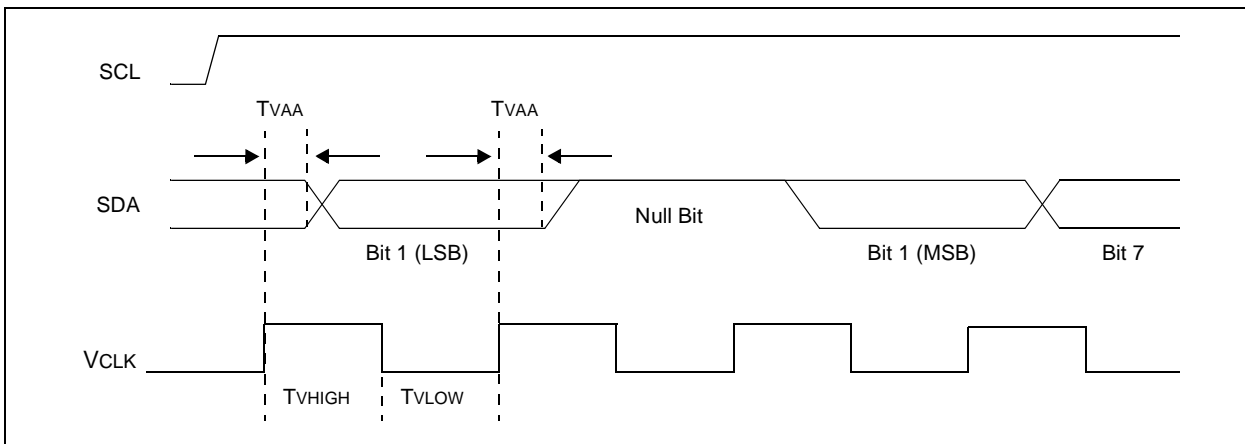 SCL
TVAA TVAA
SDA
Null Bit
Bit 1 (LSB) Bit 1 (MSB) Bit 7
VCLK
TVHIGH TVLOW